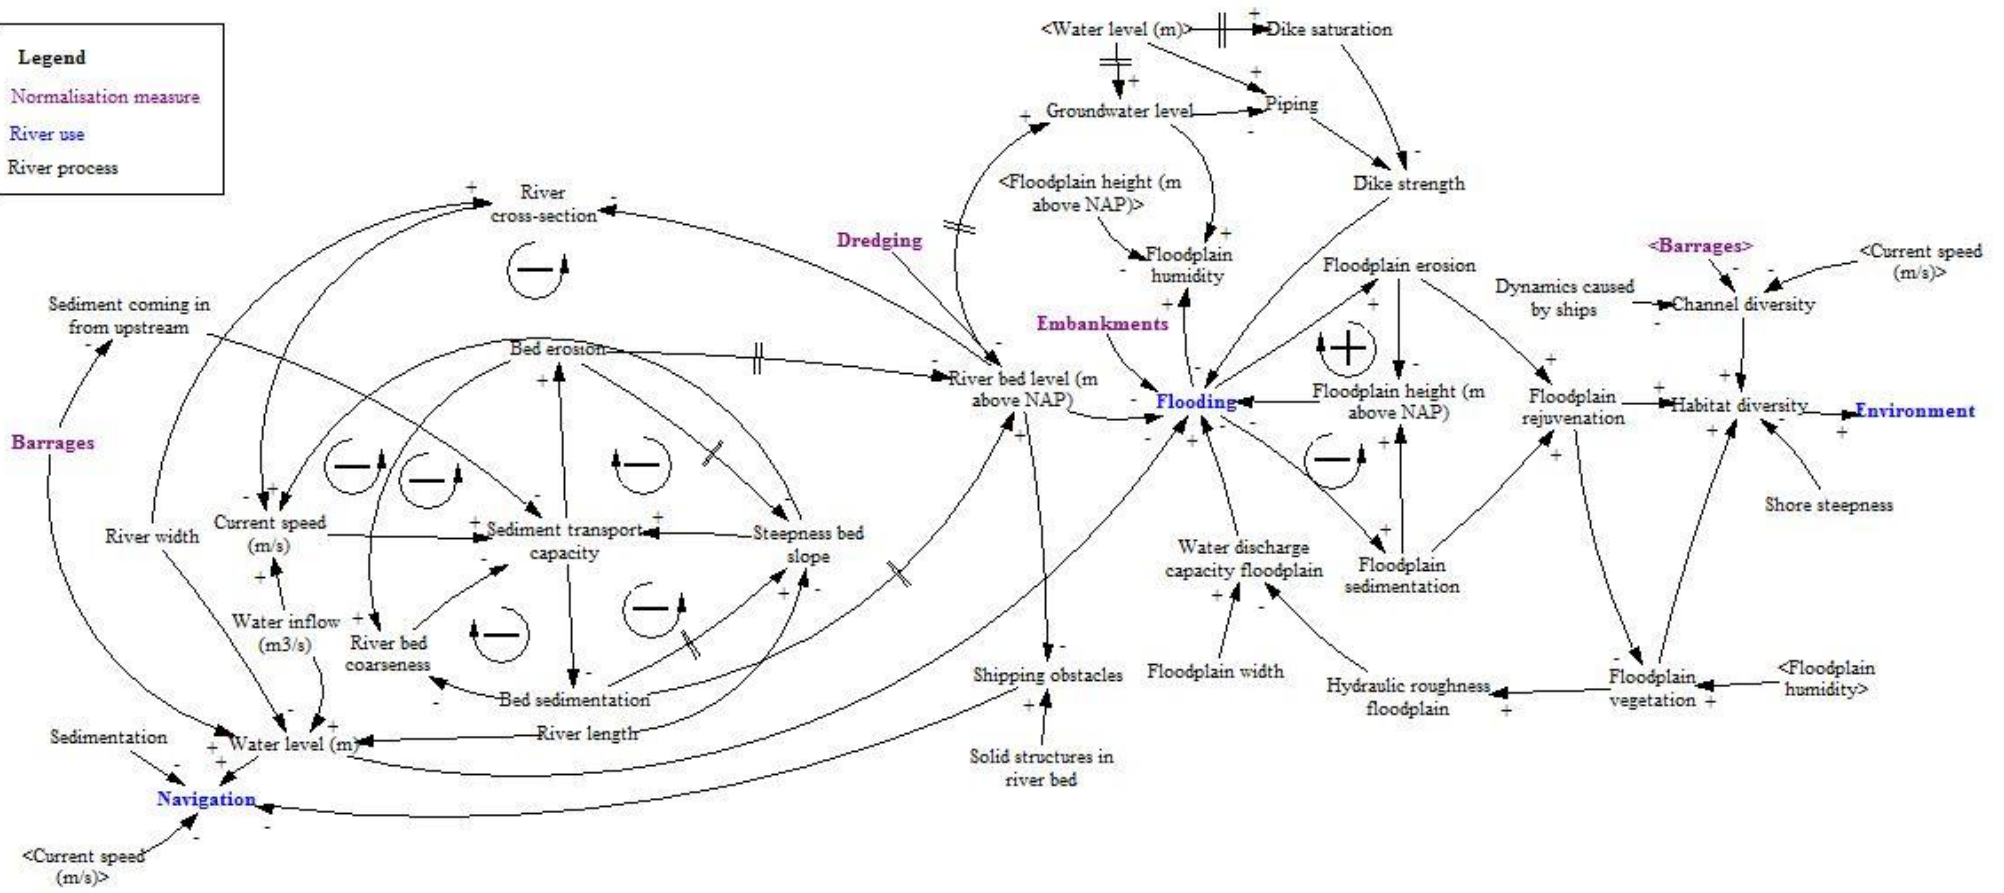 Legend
Normalisation measure
River use
River process
<Water level (m)>
Dike saturation
Groundwater level
Piping
<Floodplain height (m
above NAP)>
Dike strength
River
cross-section
Dredging
Floodplain
humidity
Floodplain erosion
<Barrages>
<Current speed
(m/s)>
Dynamics caused
by ships
Channel diversity
Sediment coming in
from upstream
Embankments
Bed erosion
River bed level (m
above NAP)
Flooding
Floodplain height (m
above NAP)
Floodplain
rejuvenation
Habitat diversity
Environment
Barrages
Shore steepness
River width
Current speed
(m/s)
Sediment transport
capacity
Steepness bed
slope
Water discharge
capacity floodplain
Floodplain
sedimentation
Water inflow
(m3/s)
River bed
coarseness
Bed sedimentation
River length
Shipping obstacles
Floodplain width
Hydraulic roughness
floodplain
Floodplain
vegetation
<Floodplain
humidity>
Sedimentation
Water level (m)
Solid structures in
river bed
Navigation
<Current speed
(m/s)>